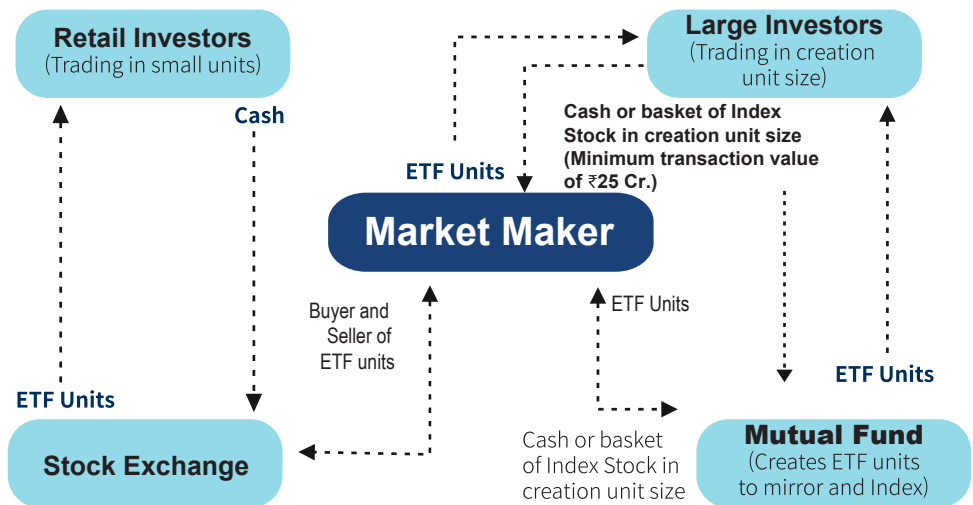 Retail Investors
(Trading in small units)
Large Investors
(Trading in creation
unit size)
Cash
Cash or basket of Index
Stock in creation unit size
(Minimum transaction value
of ₹25 Cr.)
ETF Units
Market Maker
Buyer and
Seller of
ETF units
ETF Units
ETF Units
ETF Units
Stock Exchange
Cash or basket
of Index Stock in
creation unit size
Mutual Fund
(Creates ETF units
to mirror and Index)